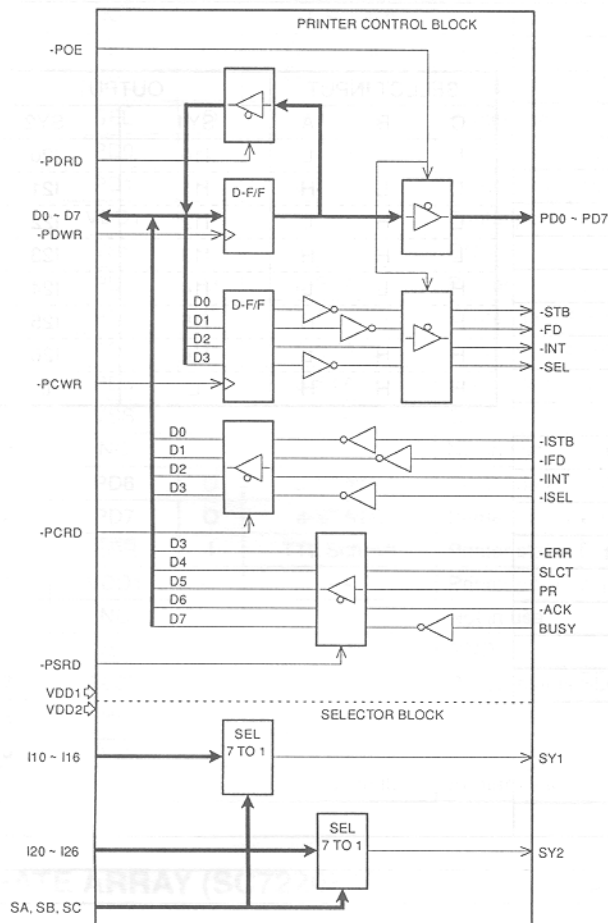 PRINTER CONTROL BLOCK
-POE
-PDRD
D-F/F
D0 ~ D7
PD0 ~ PD7
-PDWR
D-F/F
D0
D1
D2
D3
-STB
-FD
-INT
-SEL
-PCWR
D0
D1
D2
D3
-ISTB
-IFD
-IINT
-ISEL
-PCRD
D3
D4
D5
D6
D7
-ERR
SLCT
PR
-ACK
BUSY
-PSRD
VDD1
VDD2
SELECTOR BLOCK
SEL
7 TO 1
I10 ~ I16
SY1
SEL
7 TO 1
I20 ~ I26
SY2
SA, SB, SC